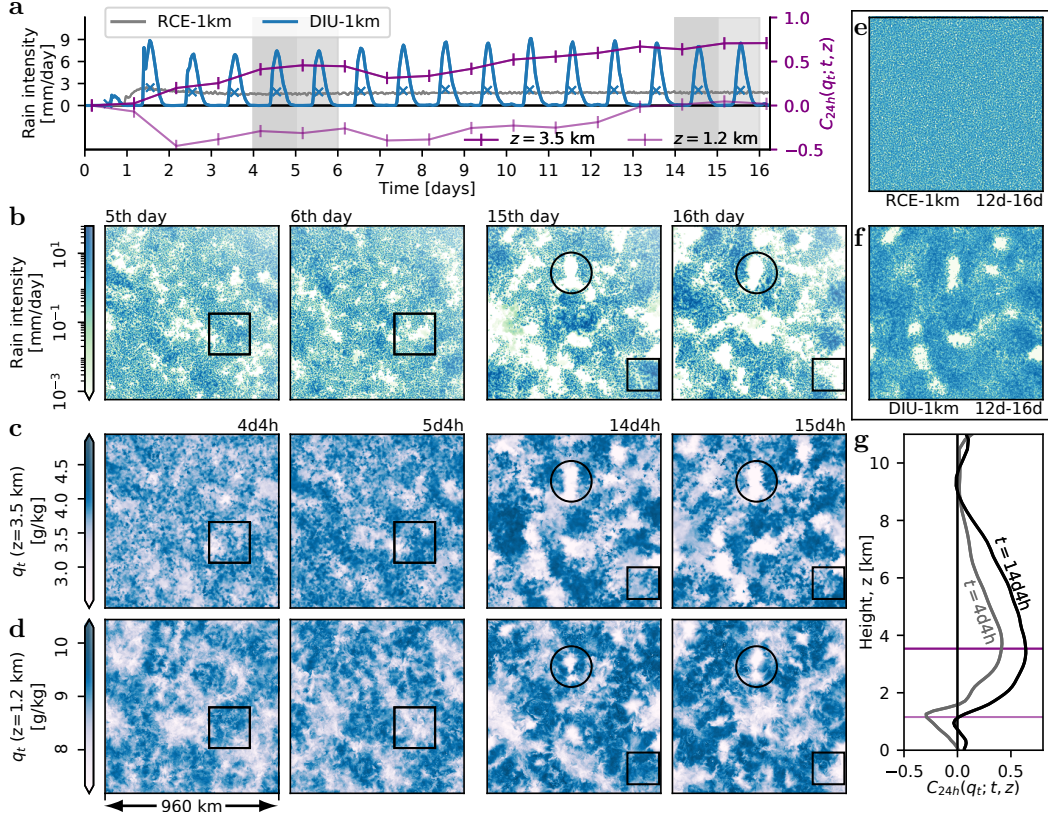 a
RCE-1km
DIU-1km
Rain intensity
[mm/day]
9
6
3
0
1.0
0.5
0.0
−0.5
C24h(qt; t, z)
z = 3.5 km
z = 1.2 km
0 1 2 3 4 5 6 7 8 9 10 11 12 13 14 15 16
Time [days]
e
RCE-1km 12d-16d
b
5th day
6th day
15th day
16th day
Rain intensity
[mm/day]
10^1
10^−1
10^−3
f
DIU-1km 12d-16d
c
4d4h
5d4h
14d4h
15d4h
qt (z=3.5 km)
[g/kg]
4.5
4.0
3.5
3.0
d
qt (z=1.2 km)
[g/kg]
10
9
8
960 km
g
Height, z [km]
10
8
6
4
2
0
t = 14d4h
t = 4d4h
−0.5 0.0 0.5
C24h(qt; t, z)